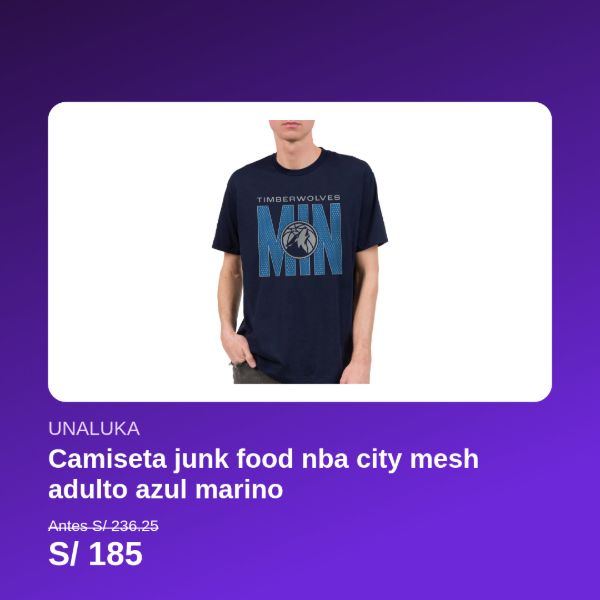 TIMBERWOLVES
MIN
UNALUKA
Camiseta junk food nba city mesh
adulto azul marino
Antes S/ 236.25
S/ 185